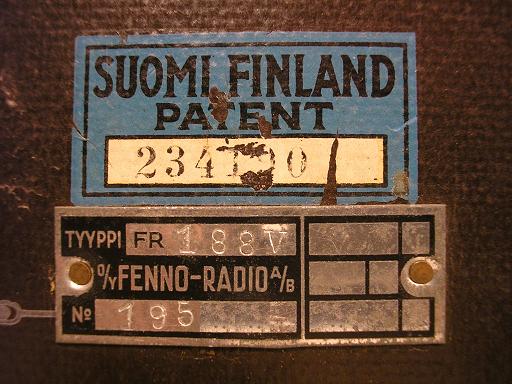 SUOMI FINLAND
PATENT
TYYPPI FR 188V
O/Y FENNO-RADIO A/B
No 195